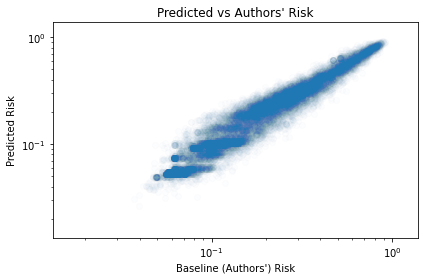 Predicted vs Authors' Risk
Predicted Risk
10⁰
10⁻¹
10⁻¹
10⁰
Baseline (Authors') Risk